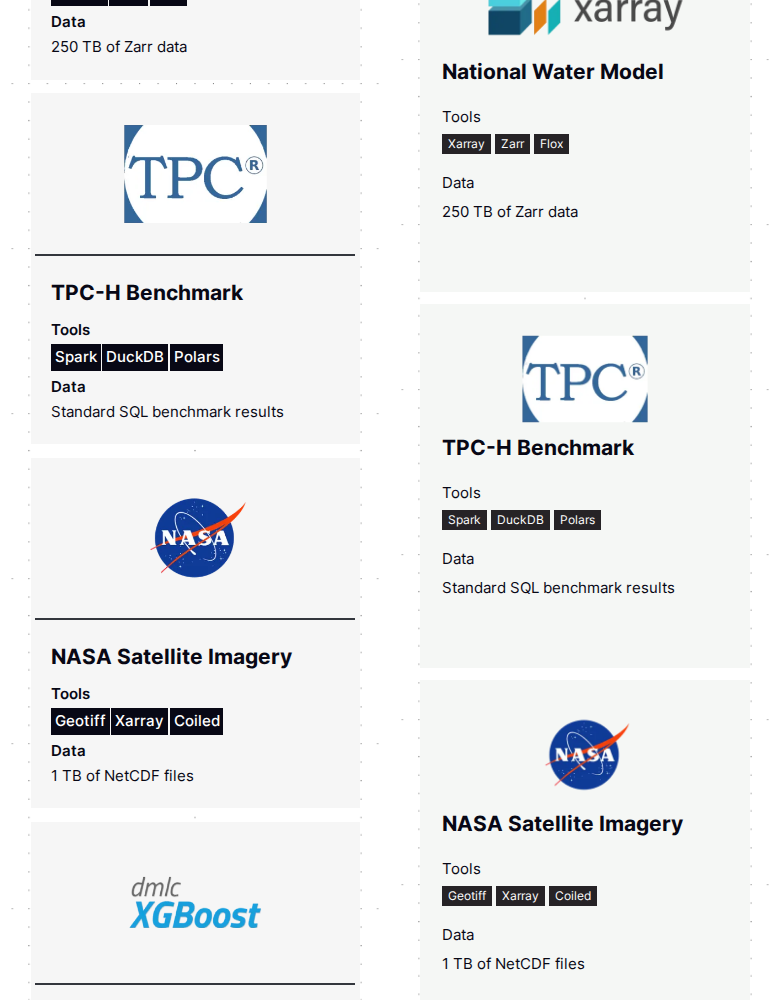 Data
250 TB of Zarr data
TPC®
TPC-H Benchmark
Tools
Spark DuckDB Polars
Data
Standard SQL benchmark results
NASA
NASA Satellite Imagery
Tools
Geotiff Xarray Coiled
Data
1 TB of NetCDF files
dmlc
XGBoost
xarray
National Water Model
Tools
Xarray Zarr Flox
Data
250 TB of Zarr data
TPC®
TPC-H Benchmark
Tools
Spark DuckDB Polars
Data
Standard SQL benchmark results
NASA
NASA Satellite Imagery
Tools
Geotiff Xarray Coiled
Data
1 TB of NetCDF files